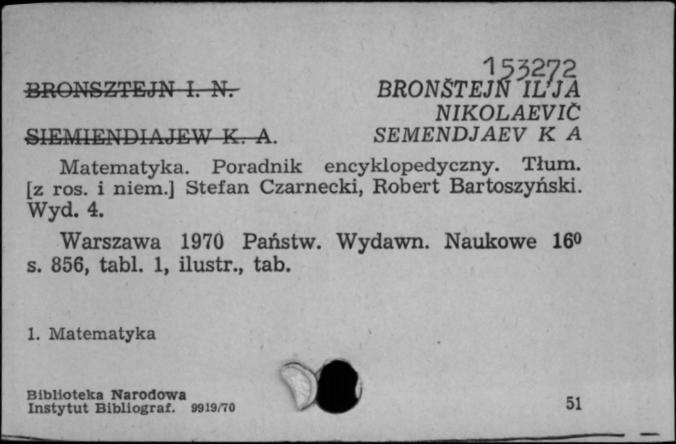 153272
BRONSZTEJN I. N. BRONŠTEJN IL'JA
NIKOLAEVIČ
SIEMIENDIAJEW K. A. SEMENDJAEV K A
Matematyka. Poradnik encyklopedyczny. Tłum.
[z ros. i niem.] Stefan Czarnecki, Robert Bartoszyński.
Wyd. 4.
Warszawa 1970 Państw. Wydawn. Naukowe 16⁰
s. 856, tabl. 1, ilustr., tab.
1. Matematyka
Biblioteka Narodowa
Instytut Bibliograf. 9919/70 51